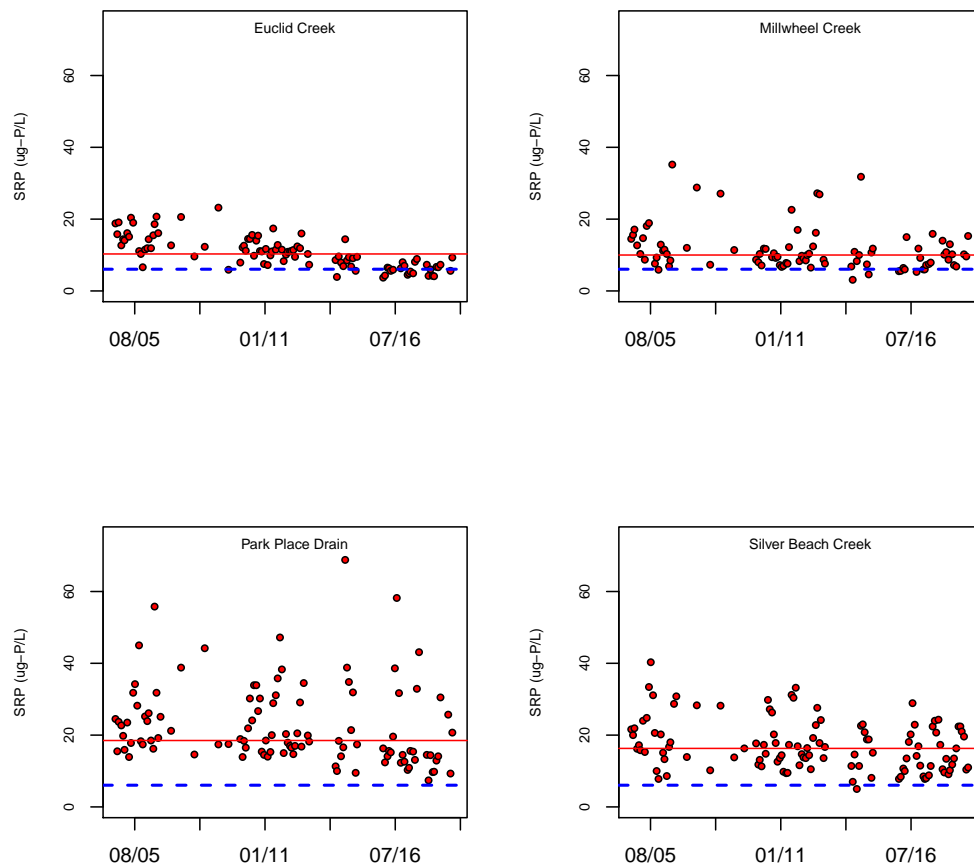 Euclid Creek
SRP (ug-P/L)
60
40
20
0
08/05 01/11 07/16
Millwheel Creek
SRP (ug-P/L)
60
40
20
0
08/05 01/11 07/16
Park Place Drain
SRP (ug-P/L)
60
40
20
0
08/05 01/11 07/16
Silver Beach Creek
SRP (ug-P/L)
60
40
20
0
08/05 01/11 07/16